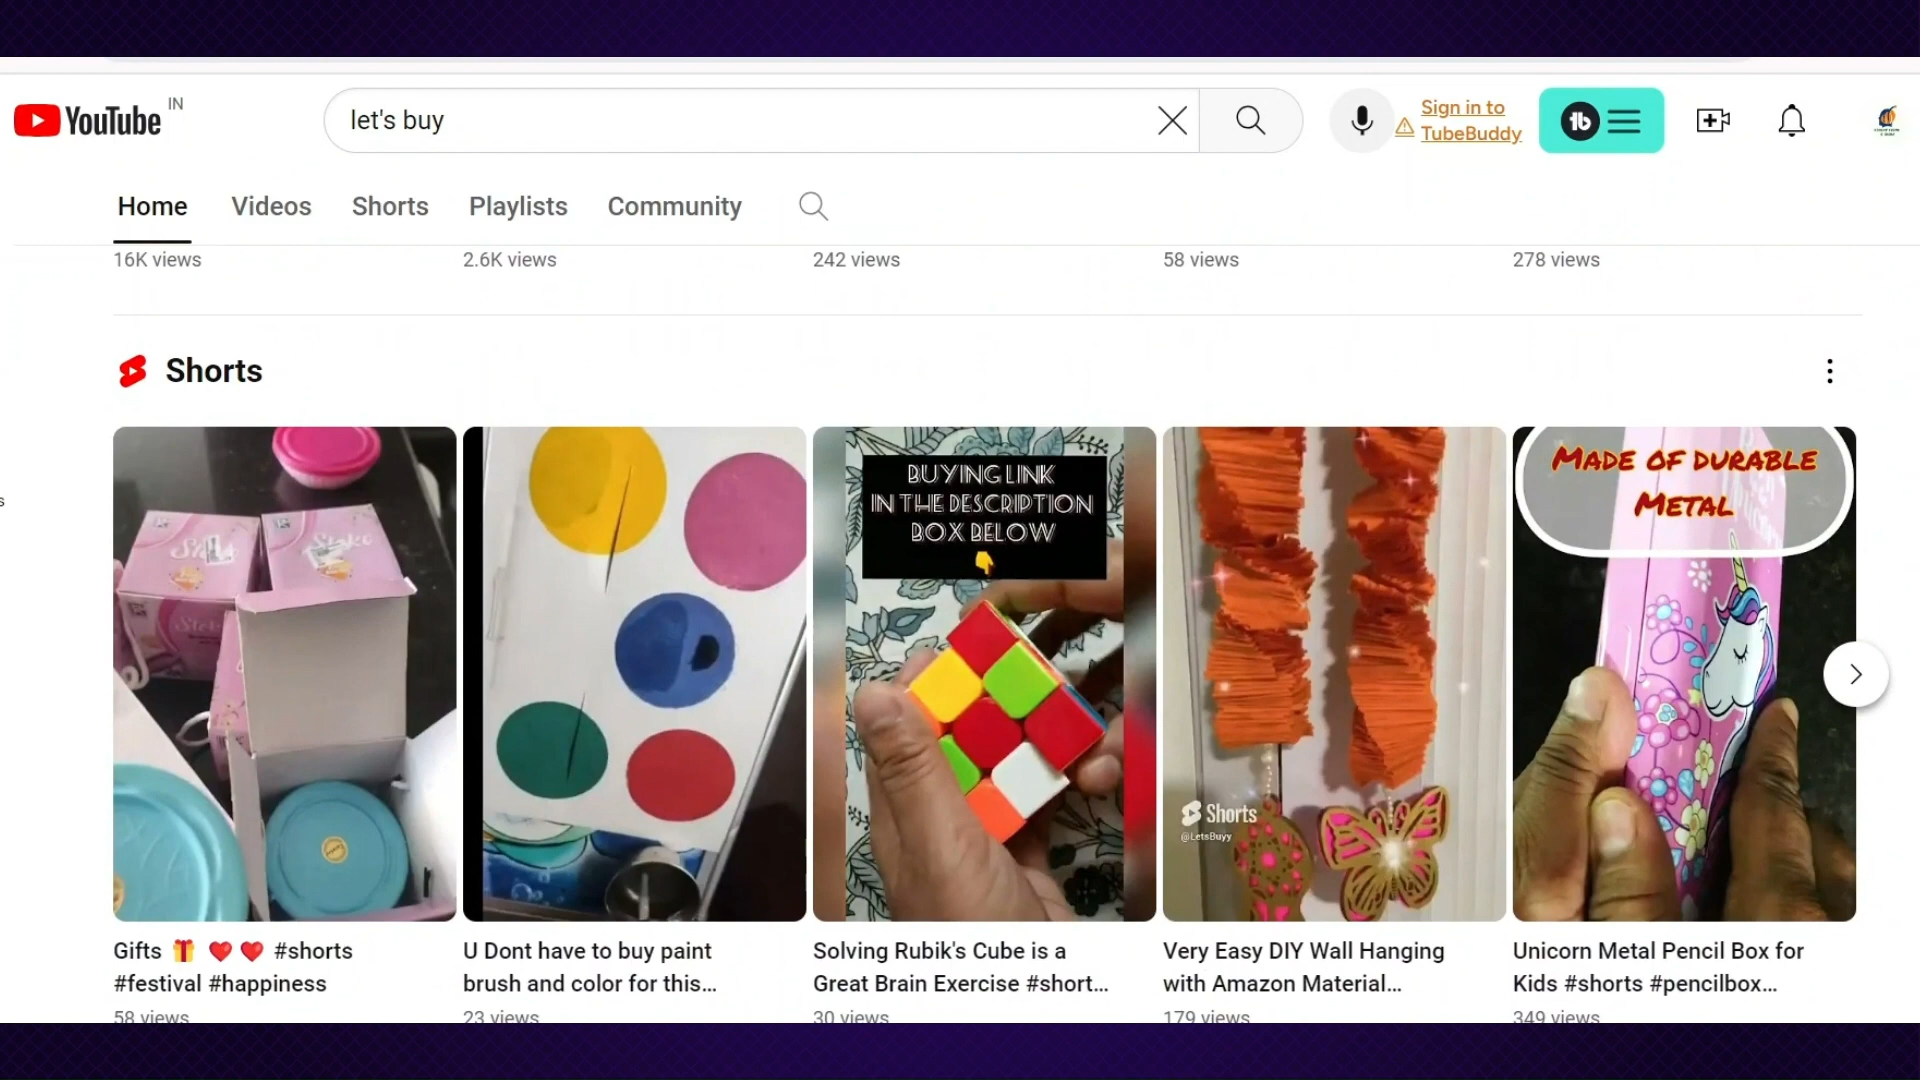 YouTube IN
let's buy
Sign in to
TubeBuddy
Home Videos Shorts Playlists Community
16K views 2.6K views 242 views 58 views 278 views
Shorts
BUYING LINK
IN THE DESCRIPTION
BOX BELOW
Shorts
@LetsBuyy
MADE OF DURABLE
METAL
Gifts 🎁 ❤️ ❤️ #shorts
#festival #happiness
58 views
U Dont have to buy paint
brush and color for this...
23 views
Solving Rubik's Cube is a
Great Brain Exercise #short...
30 views
Very Easy DIY Wall Hanging
with Amazon Material...
179 views
Unicorn Metal Pencil Box for
Kids #shorts #pencilbox...
349 views